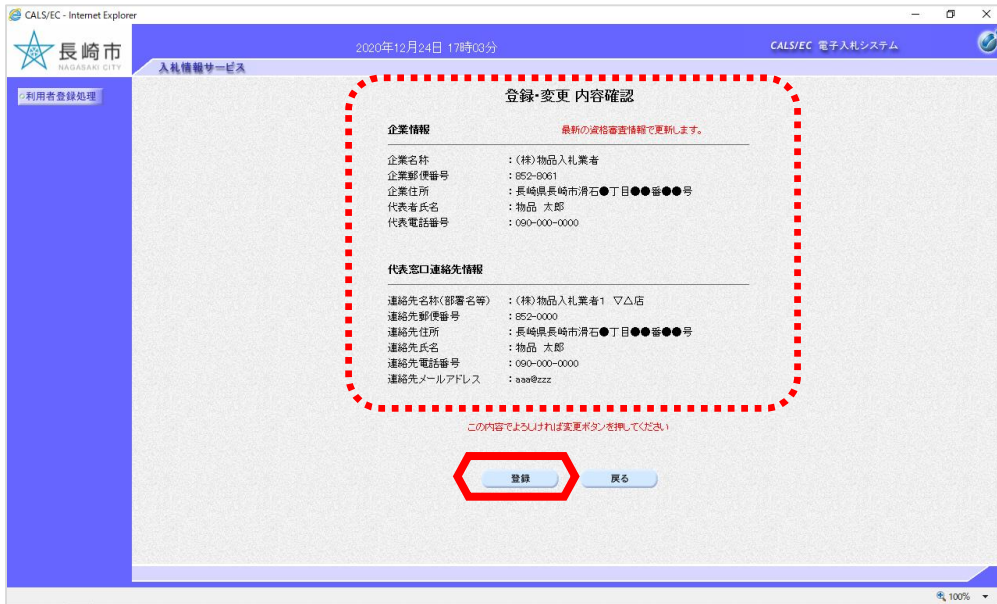 CALS/EC - Internet Explorer
長崎市
NAGASAKI CITY
2020年12月24日 17時03分
CALS/EC 電子入札システム
入札情報サービス
利用者登録処理
登録・変更 内容確認
企業情報 最新の資格審査情報で更新します。
企業名称 :(株)物品入札業者
企業郵便番号 :852-8061
企業住所 :長崎県長崎市滑石●丁目●●番●●号
代表者氏名 :物品 太郎
代表電話番号 :090-000-0000
代表窓口連絡先情報
連絡先名称(部署名等) :(株)物品入札業者1 ▽△店
連絡先郵便番号 :852-0000
連絡先住所 :長崎県長崎市滑石●丁目●●番●●号
連絡先氏名 :物品 太郎
連絡先電話番号 :090-000-0000
連絡先メールアドレス :aaa@zzz
この内容でよろしければ変更ボタンを押してください
登録 戻る
100%